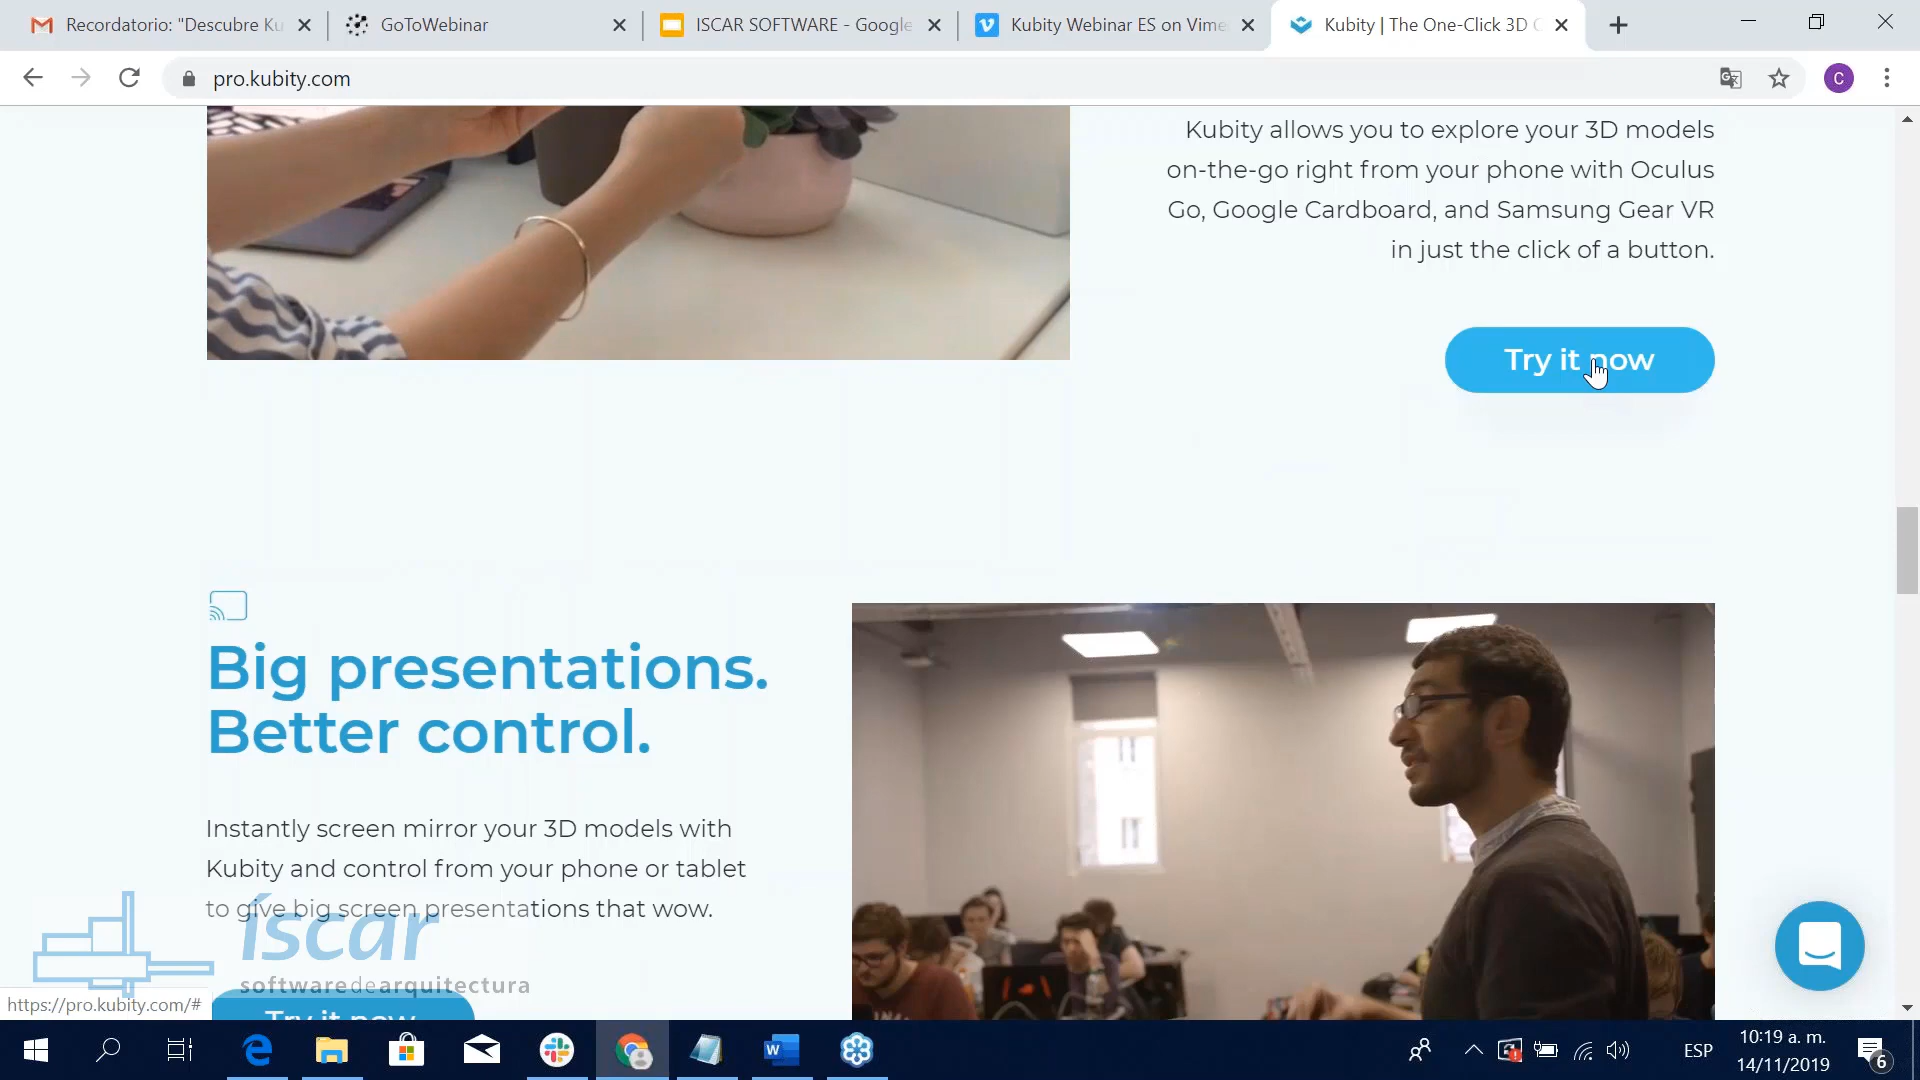 Recordatorio: "Descubre Ku
GoToWebinar
ISCAR SOFTWARE - Google
Kubity Webinar ES on Vime
Kubity | The One-Click 3D C
pro.kubity.com
C
Kubity allows you to explore your 3D models
on-the-go right from your phone with Oculus
Go, Google Cardboard, and Samsung Gear VR
in just the click of a button.
Try it now
Big presentations.
Better control.
Instantly screen mirror your 3D models with
Kubity and control from your phone or tablet
to give big screen presentations that wow.
íscar
softwaredearquitectura
https://pro.kubity.com/#
Try it now
ESP
10:19 a. m.
14/11/2019
6